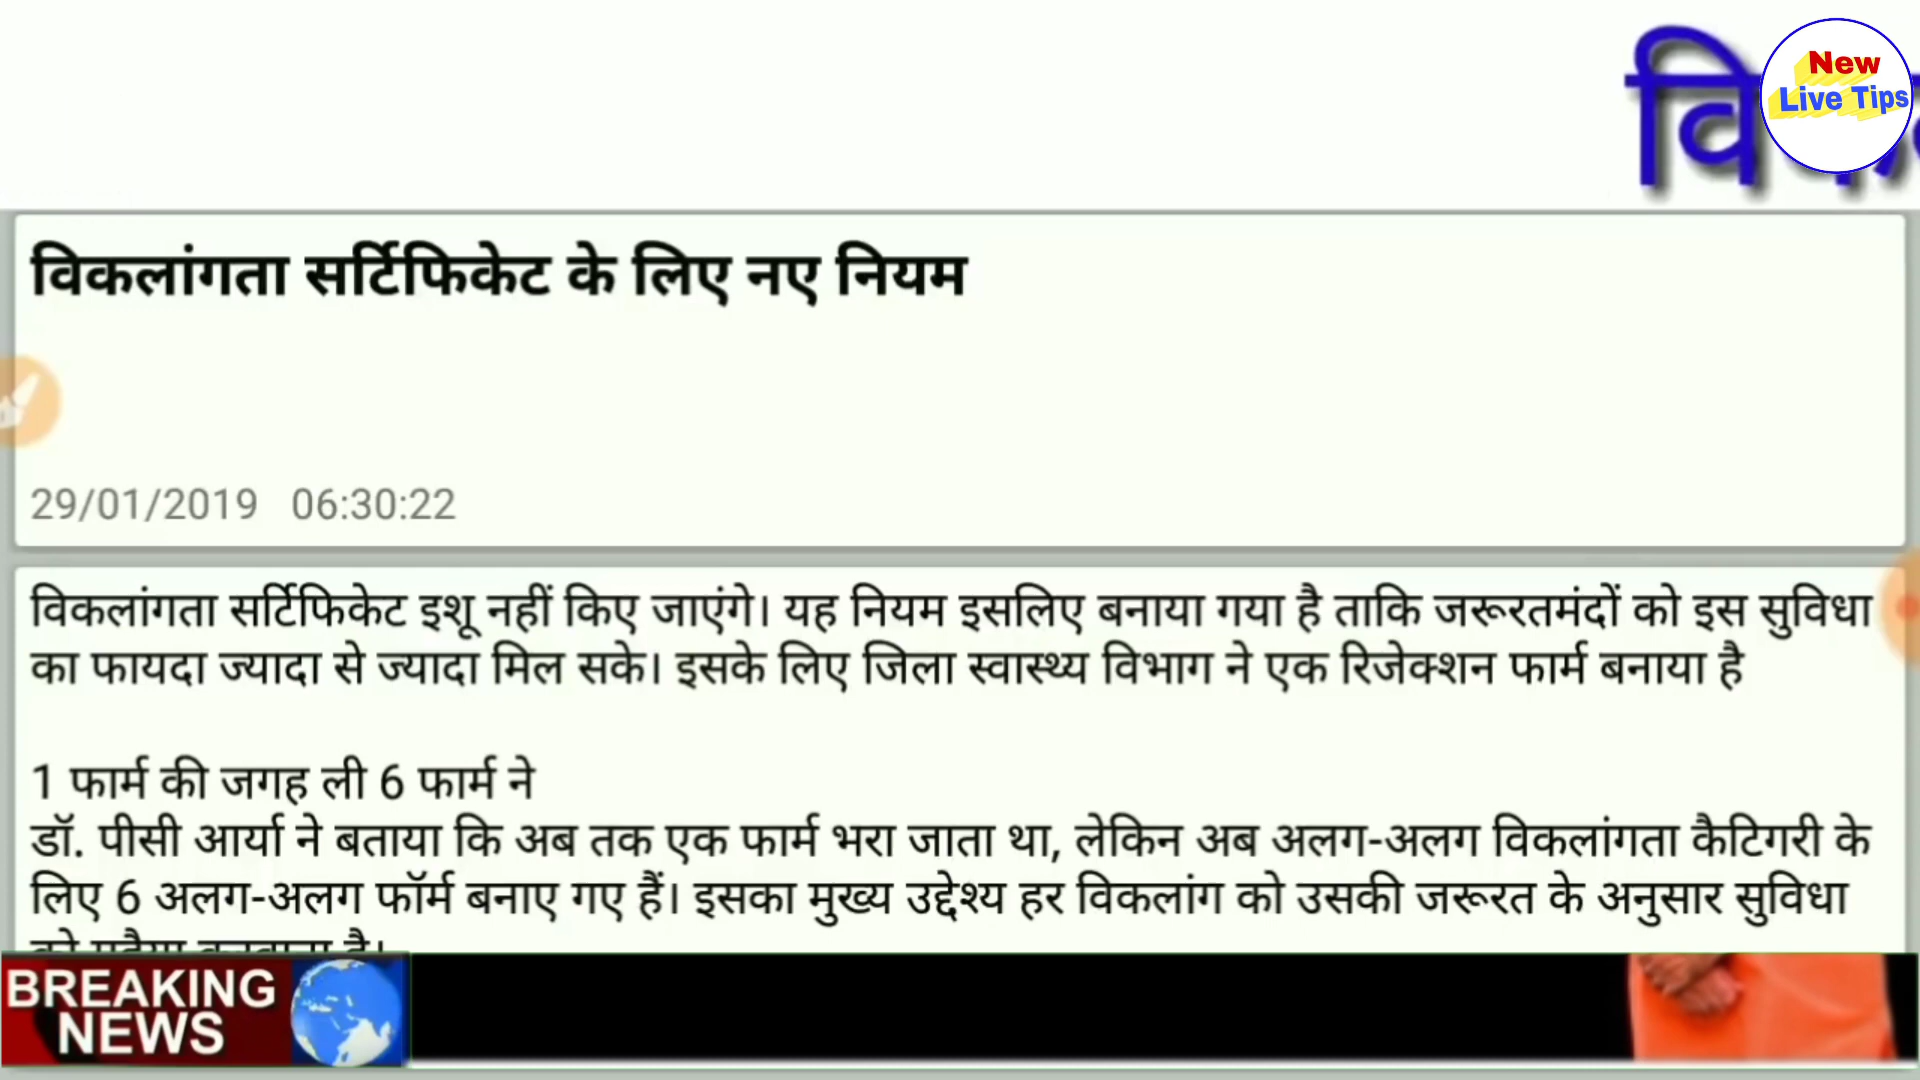 वि
New
Live Tips
विकलांगता सर्टिफिकेट के लिए नए नियम
29/01/2019 06:30:22
विकलांगता सर्टिफिकेट इशू नहीं किए जाएंगे। यह नियम इसलिए बनाया गया है ताकि जरूरतमंदों को इस सुविधा
का फायदा ज्यादा से ज्यादा मिल सके। इसके लिए जिला स्वास्थ्य विभाग ने एक रिजेक्शन फार्म बनाया है
1 फार्म की जगह ली 6 फार्म ने
डॉ. पीसी आर्या ने बताया कि अब तक एक फार्म भरा जाता था, लेकिन अब अलग-अलग विकलांगता कैटिगरी के
लिए 6 अलग-अलग फॉर्म बनाए गए हैं। इसका मुख्य उद्देश्य हर विकलांग को उसकी जरूरत के अनुसार सुविधा
BREAKING
NEWS